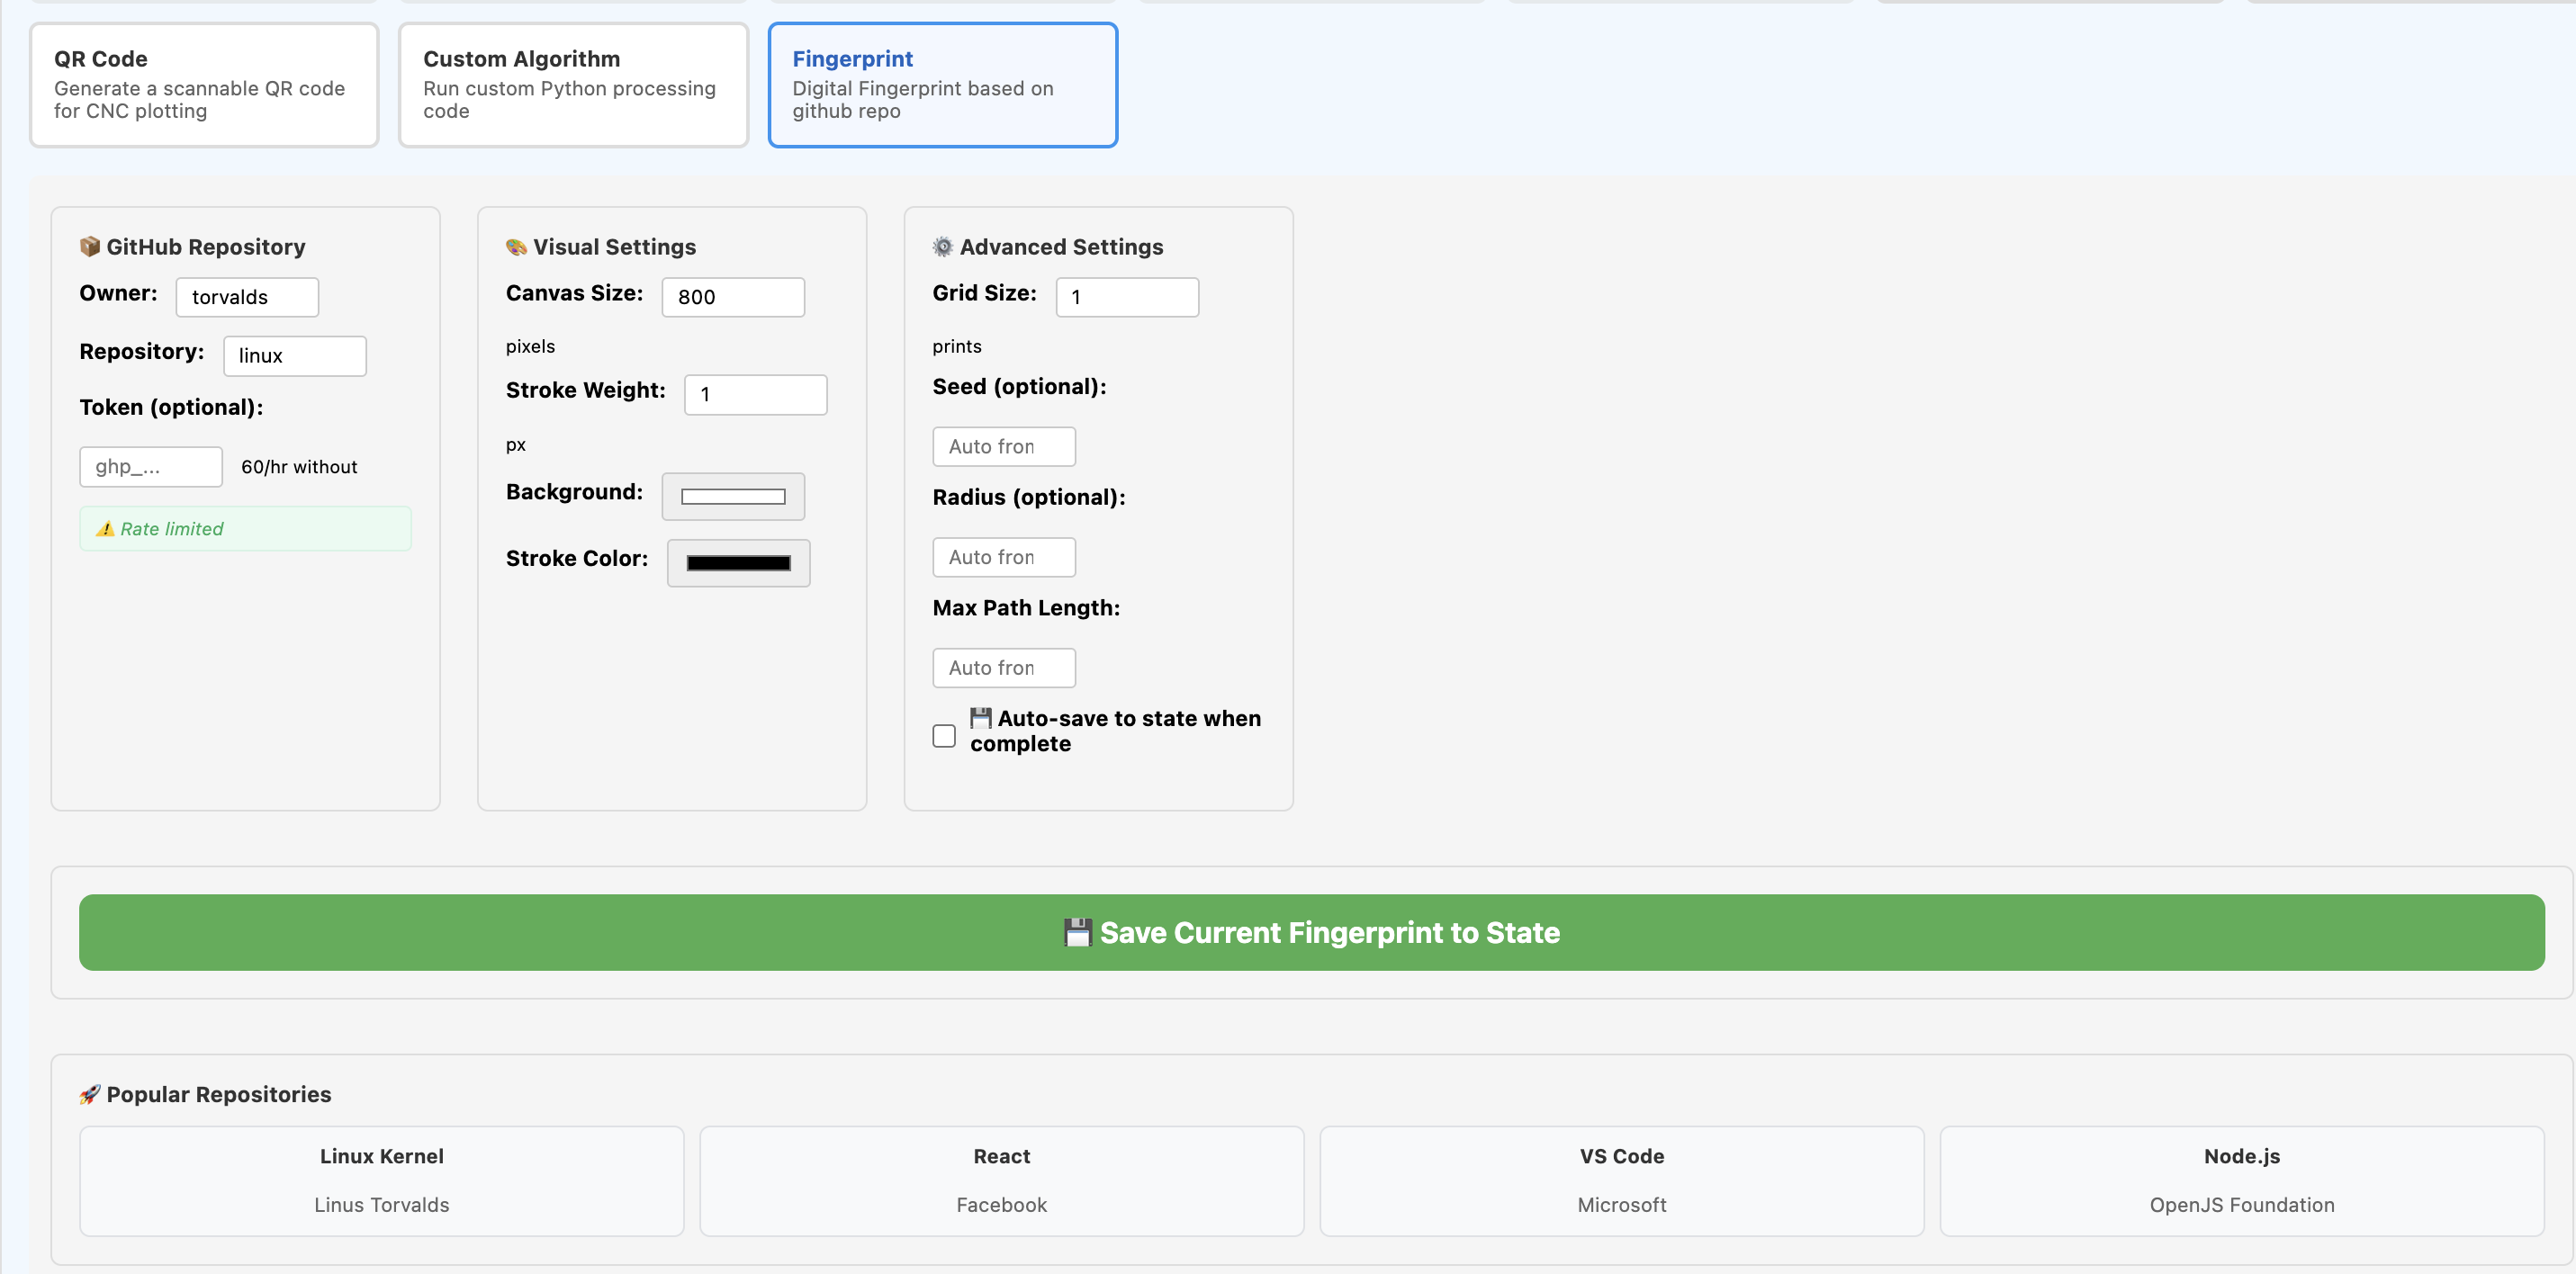 QR Code
Generate a scannable QR code
for CNC plotting
Custom Algorithm
Run custom Python processing
code
Fingerprint
Digital Fingerprint based on
github repo
📦 GitHub Repository
Owner: torvalds
Repository: linux
Token (optional):
ghp_... 60/hr without
⚠️ Rate limited
🎨 Visual Settings
Canvas Size: 800
pixels
Stroke Weight: 1
px
Background:
Stroke Color:
⚙️ Advanced Settings
Grid Size: 1
prints
Seed (optional):
Auto fron
Radius (optional):
Auto fron
Max Path Length:
Auto fron
💾 Auto-save to state when
complete
💾 Save Current Fingerprint to State
🚀 Popular Repositories
Linux Kernel
Linus Torvalds
React
Facebook
VS Code
Microsoft
Node.js
OpenJS Foundation